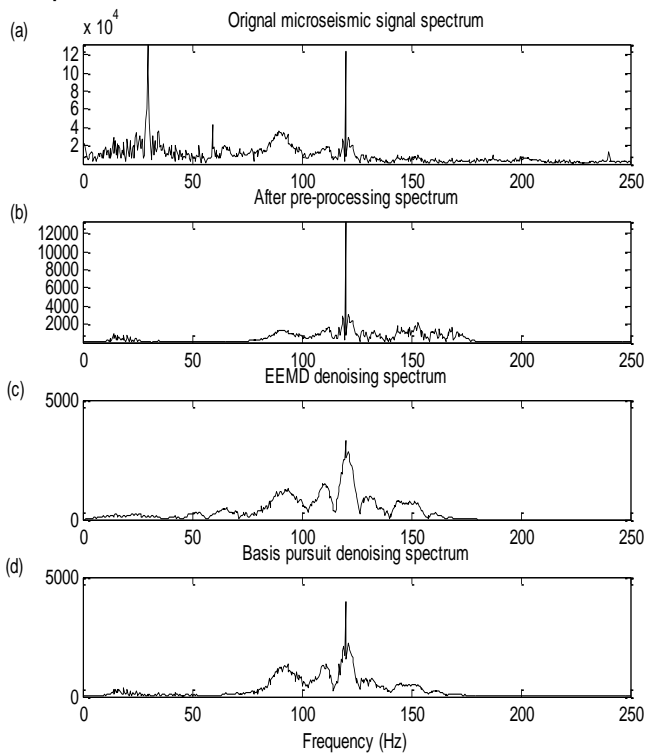 (a)
x 10^4
Orignal microseismic signal spectrum
12
10
8
6
4
2
0 50 100 150 200 250
After pre-processing spectrum
(b)
12000
10000
8000
6000
4000
2000
0 50 100 150 200 250
EEMD denoising spectrum
(c)
5000
0
0 50 100 150 200 250
Basis pursuit denoising spectrum
(d)
5000
0
0 50 100 150 200 250
Frequency (Hz)